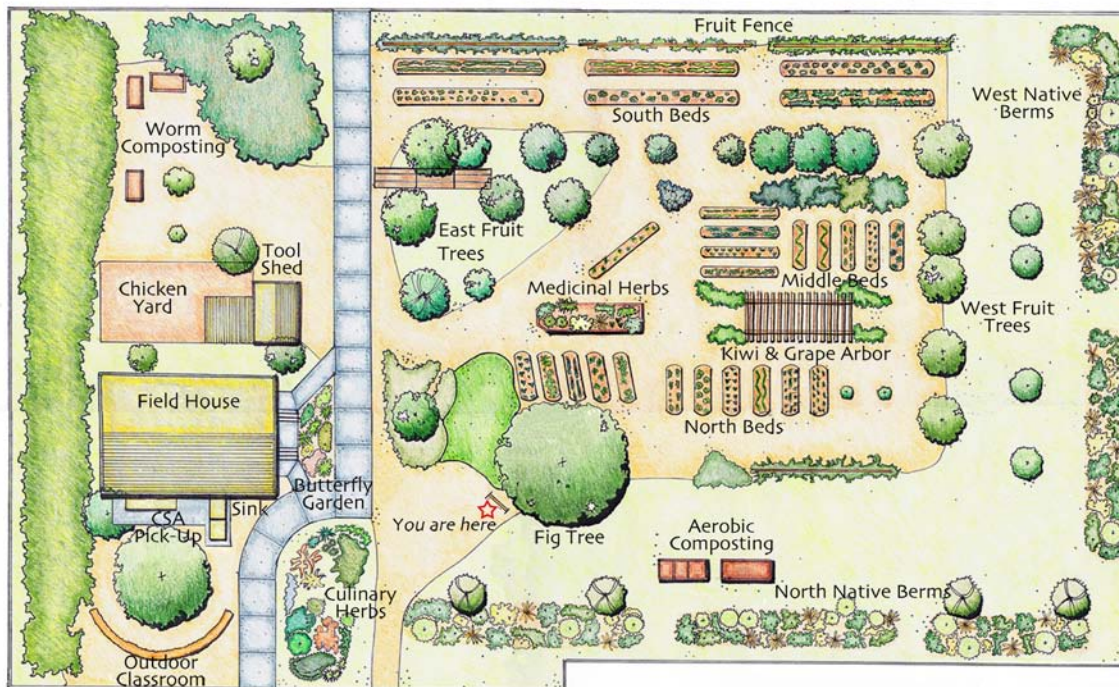 Fruit Fence
West Native
Berms
South Beds
Worm
Composting
East Fruit
Trees
Tool
Shed
Chicken
Yard
Medicinal Herbs
Middle Beds
West Fruit
Trees
Kiwi & Grape Arbor
Field House
North Beds
Butterfly
Garden
Sink
CSA
Pick-Up
You are here
Fig Tree
Aerobic
Composting
Culinary
Herbs
North Native Berms
Outdoor
Classroom